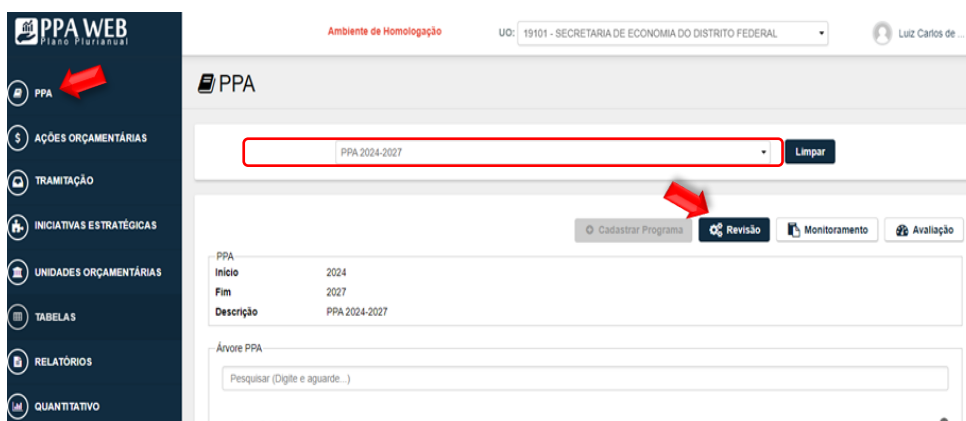 PPA WEB
Plano Plurianual
Ambiente de Homologação
UO: 19101 - SECRETARIA DE ECONOMIA DO DISTRITO FEDERAL
Luiz Carlos de ...
PPA
AÇÕES ORÇAMENTÁRIAS
TRAMITAÇÃO
INICIATIVAS ESTRATÉGICAS
UNIDADES ORÇAMENTÁRIAS
TABELAS
RELATÓRIOS
QUANTITATIVO
PPA
PPA 2024-2027
Limpar
Cadastrar Programa
Revisão
Monitoramento
Avaliação
PPA
Início 2024
Fim 2027
Descrição PPA 2024-2027
Árvore PPA
Pesquisar (Digite e aguarde...)